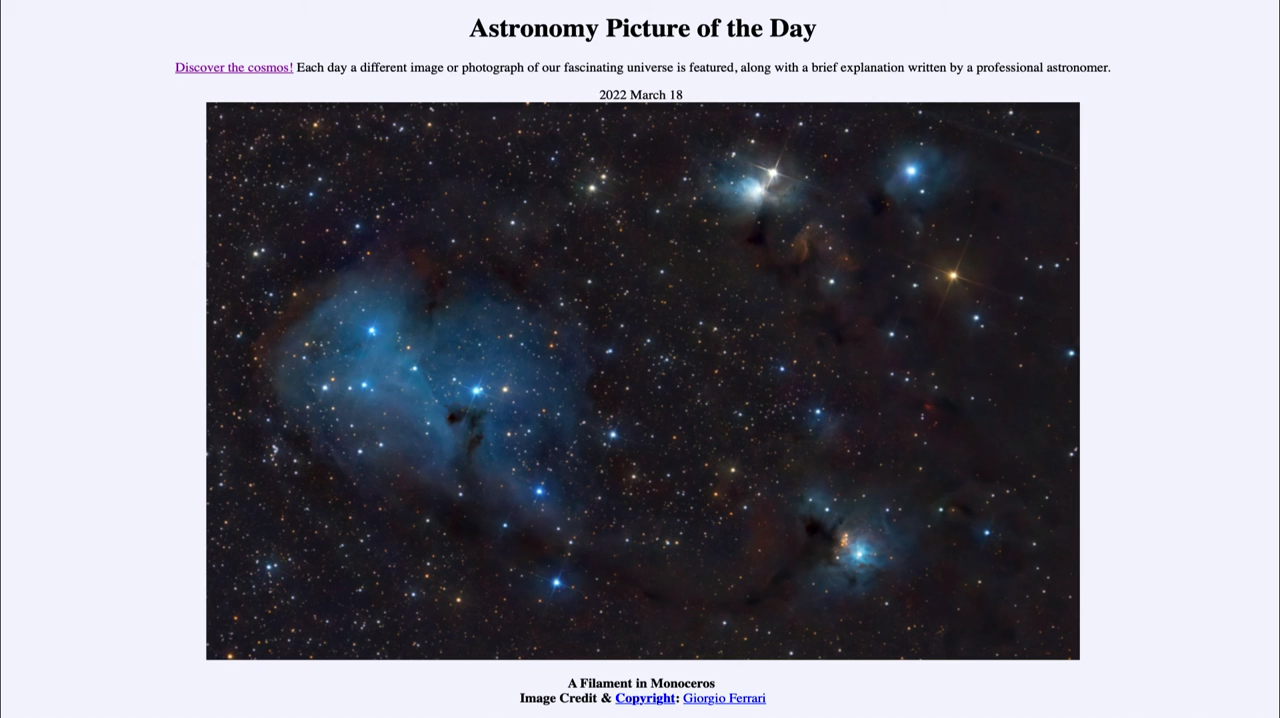 Astronomy Picture of the Day
Discover the cosmos! Each day a different image or photograph of our fascinating universe is featured, along with a brief explanation written by a professional astronomer.
2022 March 18
A Filament in Monoceros
Image Credit & Copyright: Giorgio Ferrari